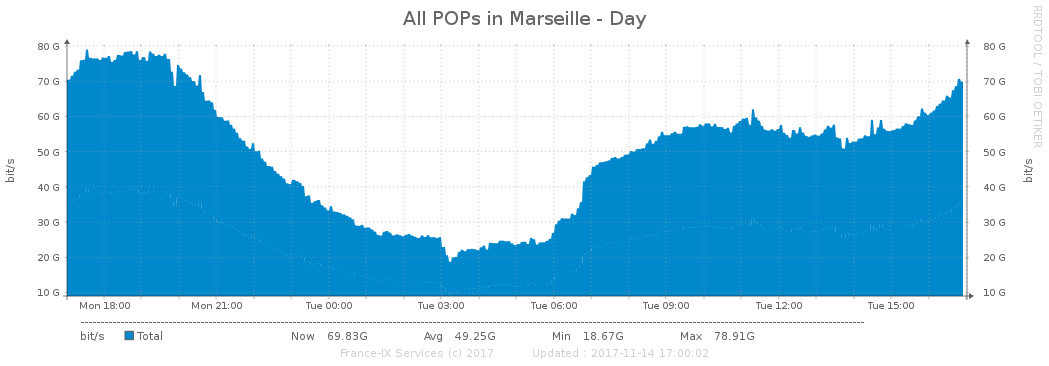 All POPs in Marseille - Day
RRDTOOL / TOBI OETIKER
bit/s
80 G 80 G
70 G 70 G
60 G 60 G
50 G 50 G
40 G 40 G
30 G 30 G
20 G 20 G
10 G 10 G
bit/s
Mon 18:00 Mon 21:00 Tue 00:00 Tue 03:00 Tue 06:00 Tue 09:00 Tue 12:00 Tue 15:00
bit/s Total Now 69.83G Avg 49.25G Min 18.67G Max 78.91G
France-IX Services (c) 2017 Updated : 2017-11-14 17:00:02